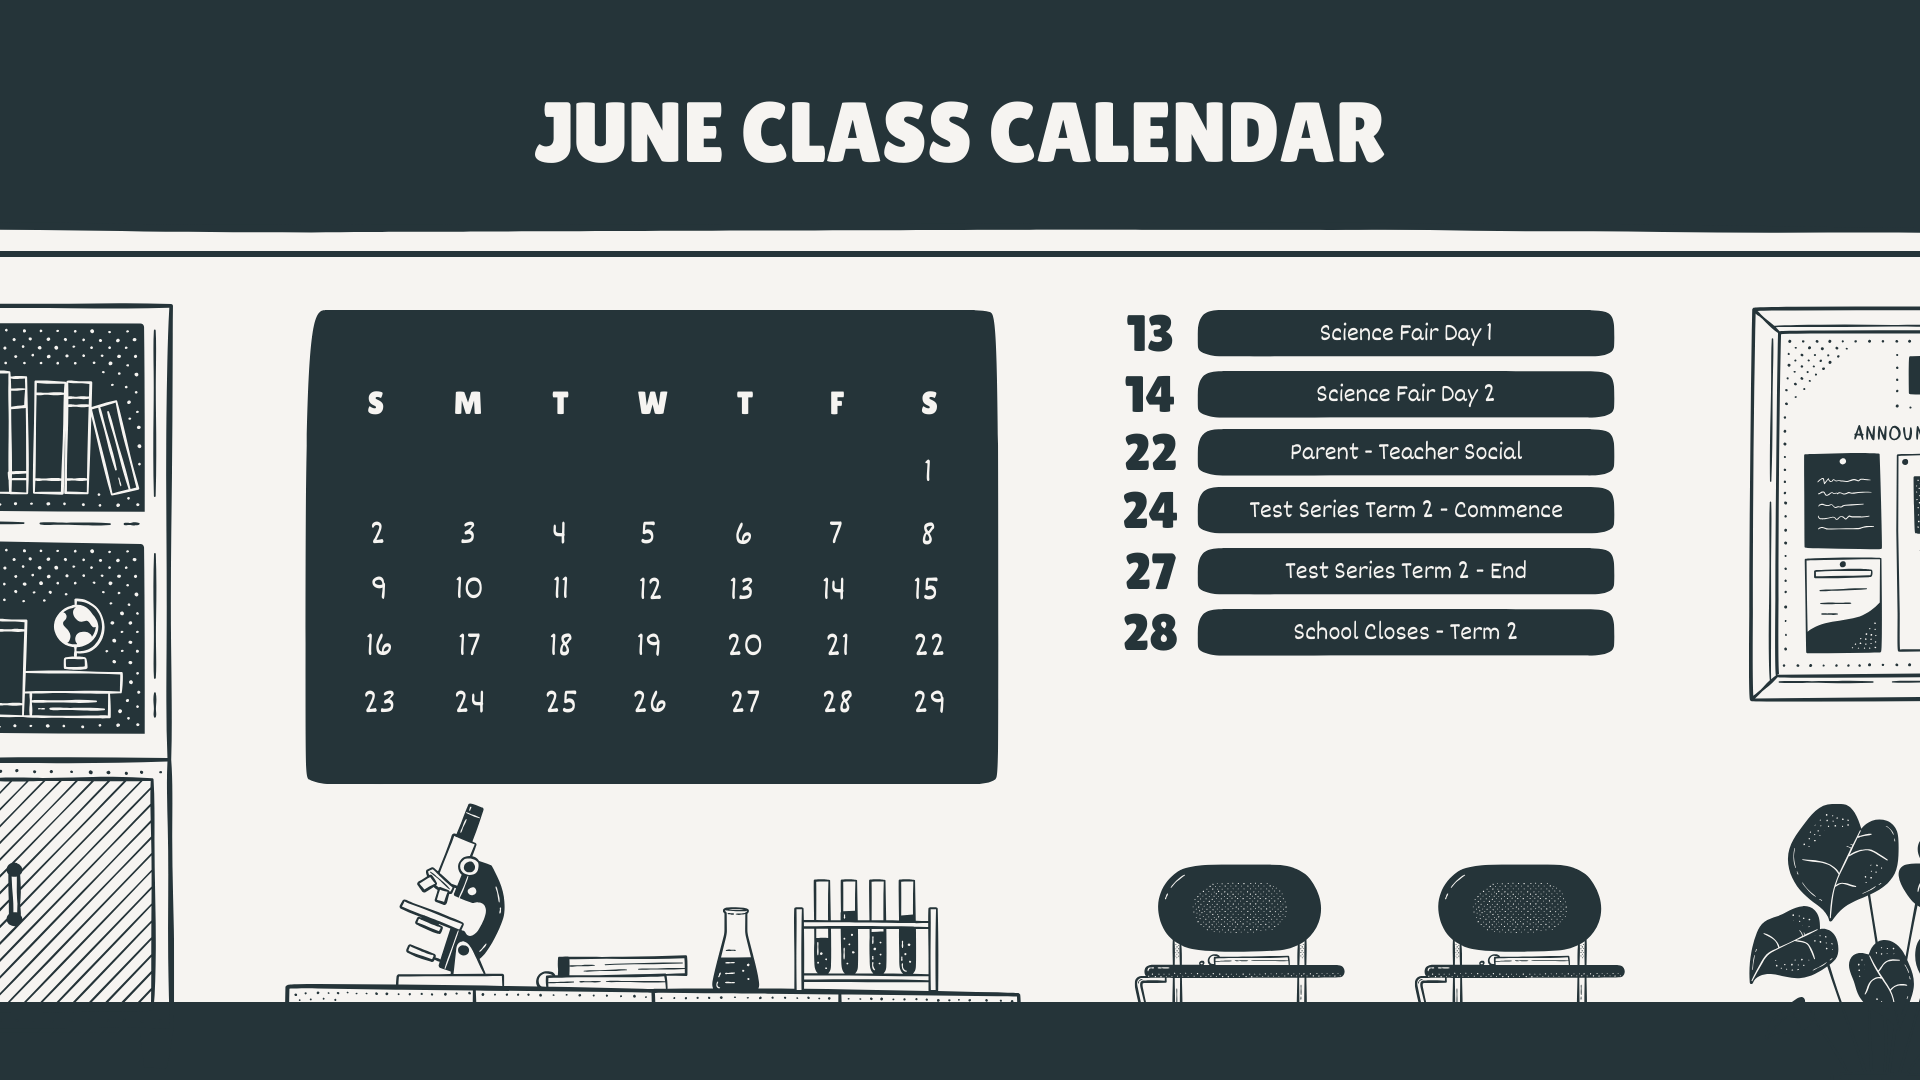 JUNE CLASS CALENDAR
S M T W T F S
1
2 3 4 5 6 7 8
9 10 11 12 13 14 15
16 17 18 19 20 21 22
23 24 25 26 27 28 29
13 Science Fair Day 1
14 Science Fair Day 2
22 Parent - Teacher Social
24 Test Series Term 2 - Commence
27 Test Series Term 2 - End
28 School Closes - Term 2
ANNOUN